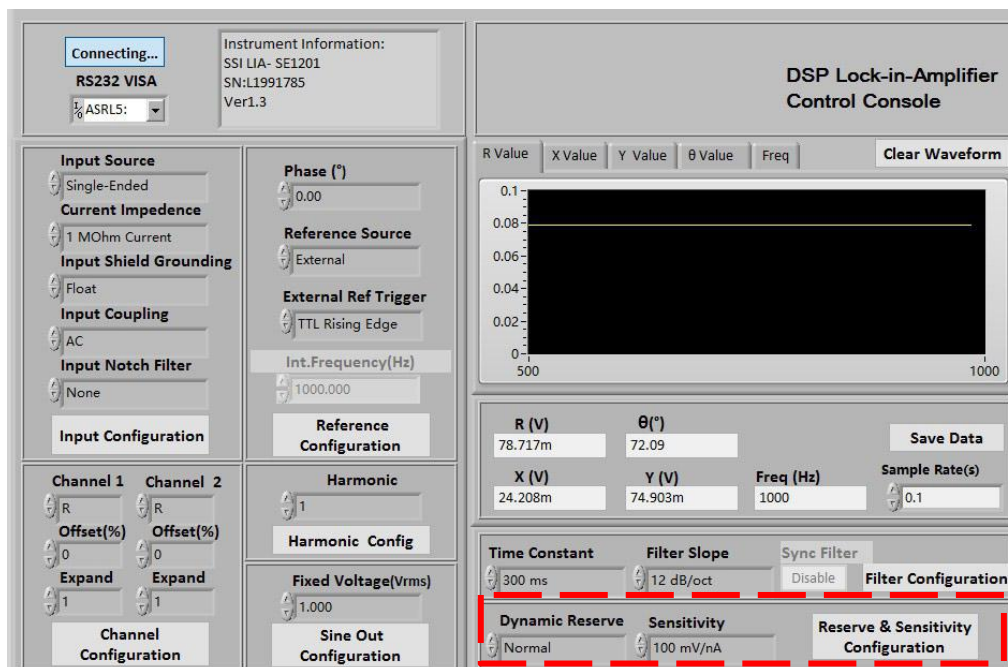 Connecting...
RS232 VISA
I/O ASRL5:
Instrument Information:
SSI LIA- SE1201
SN:L1991785
Ver1.3
DSP Lock-in-Amplifier
Control Console
Input Source
Single-Ended
Current Impedence
1 MOhm Current
Input Shield Grounding
Float
Input Coupling
AC
Input Notch Filter
None
Input Configuration
Phase (°)
0.00
Reference Source
External
External Ref Trigger
TTL Rising Edge
Int.Frequency(Hz)
1000.000
Reference
Configuration
R Value X Value Y Value θ Value Freq Clear Waveform
0.1
0.08
0.06
0.04
0.02
0
500 1000
R (V) θ(°)
78.717m 72.09
Save Data
X (V) Y (V) Freq (Hz) Sample Rate(s)
24.208m 74.903m 1000 0.1
Channel 1 Channel 2
R R
Offset(%) Offset(%)
0 0
Expand Expand
1 1
Channel
Configuration
Harmonic
1
Harmonic Config
Fixed Voltage(Vrms)
1.000
Sine Out
Configuration
Time Constant Filter Slope Sync Filter
300 ms 12 dB/oct Disable Filter Configuration
Dynamic Reserve Sensitivity
Normal 100 mV/nA
Reserve & Sensitivity
Configuration